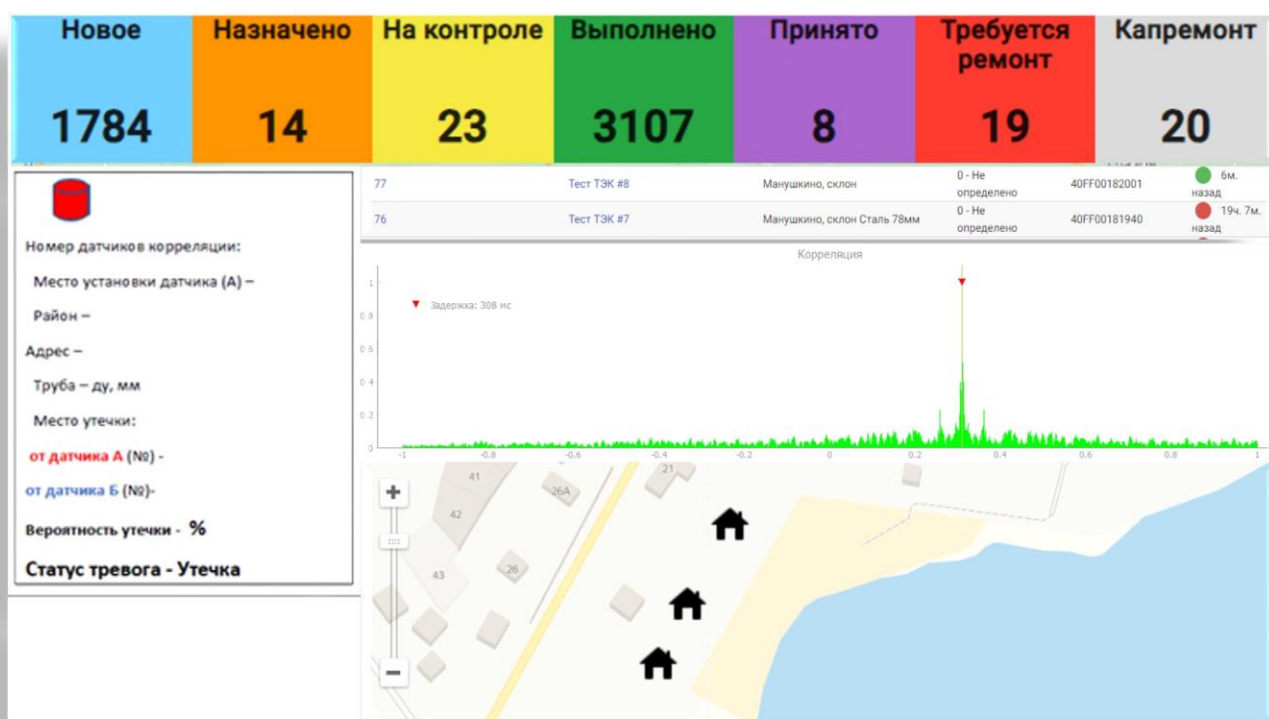 Новое
Назначено
На контроле
Выполнено
Принято
Требуется
ремонт
Капремонт
1784
14
23
3107
8
19
20
Номер датчиков корреляции:
Место установки датчика (А) –
Район –
Адрес –
Труба – ду, мм
Место утечки:
от датчика А (№) -
от датчика Б (№)-
Вероятность утечки - %
Статус тревога - Утечка
77
Тест ТЭК #8
Манушкино, склон
0 - Не
определено
40FF00182001
6м.
назад
76
Тест ТЭК #7
Манушкино, склон Сталь 78мм
0 - Не
определено
40FF00181940
19ч. 7м.
назад
Корреляция
Задержка: 308 мс
1
0.8
0.6
0.4
0.2
0
-1 -0.8 -0.6 -0.4 -0.2 0 0.2 0.4 0.6 0.8 1
+
41
26А
21
42
43
26
−